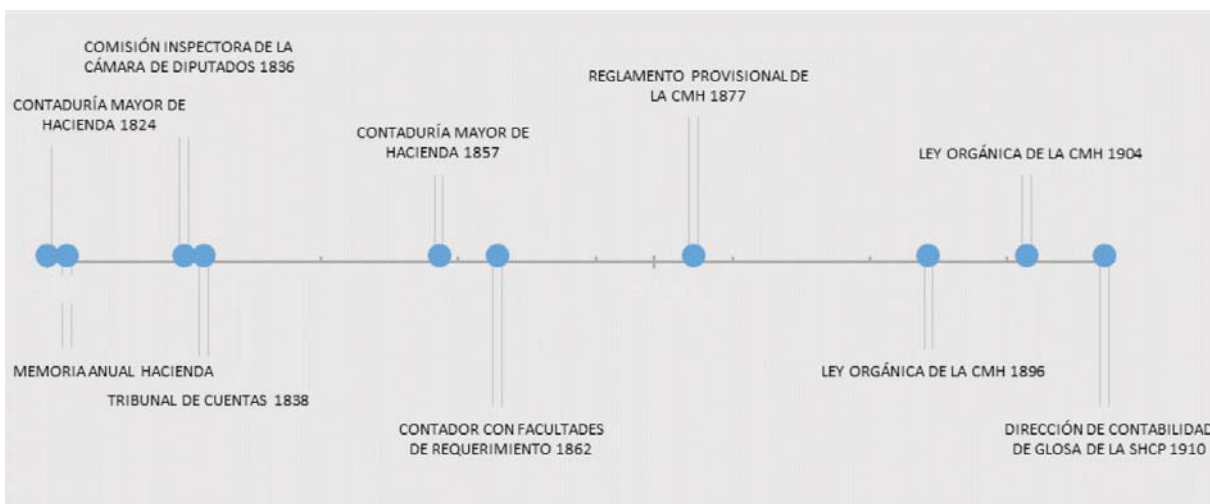 COMISIÓN INSPECTORA DE LA
CÁMARA DE DIPUTADOS 1836
CONTADURÍA MAYOR DE
HACIENDA 1824
CONTADURÍA MAYOR DE
HACIENDA 1857
REGLAMENTO PROVISIONAL DE
LA CMH 1877
LEY ORGÁNICA DE LA CMH 1904
MEMORIA ANUAL HACIENDA
TRIBUNAL DE CUENTAS 1838
CONTADOR CON FACULTADES
DE REQUERIMIENTO 1862
LEY ORGÁNICA DE LA CMH 1896
DIRECCIÓN DE CONTABILIDAD
DE GLOSA DE LA SHCP 1910